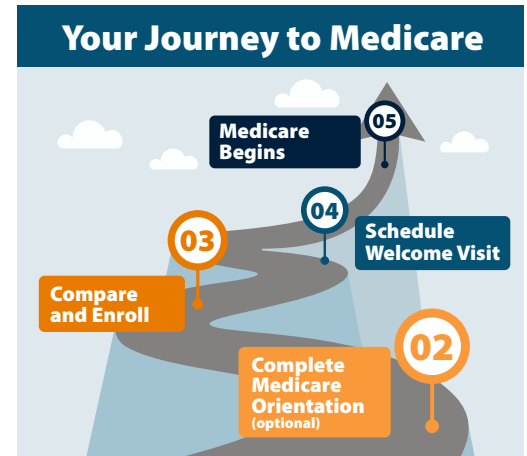 Your Journey to Medicare
05
Medicare
Begins
04
Schedule
Welcome Visit
03
Compare
and Enroll
02
Complete
Medicare
Orientation
(optional)